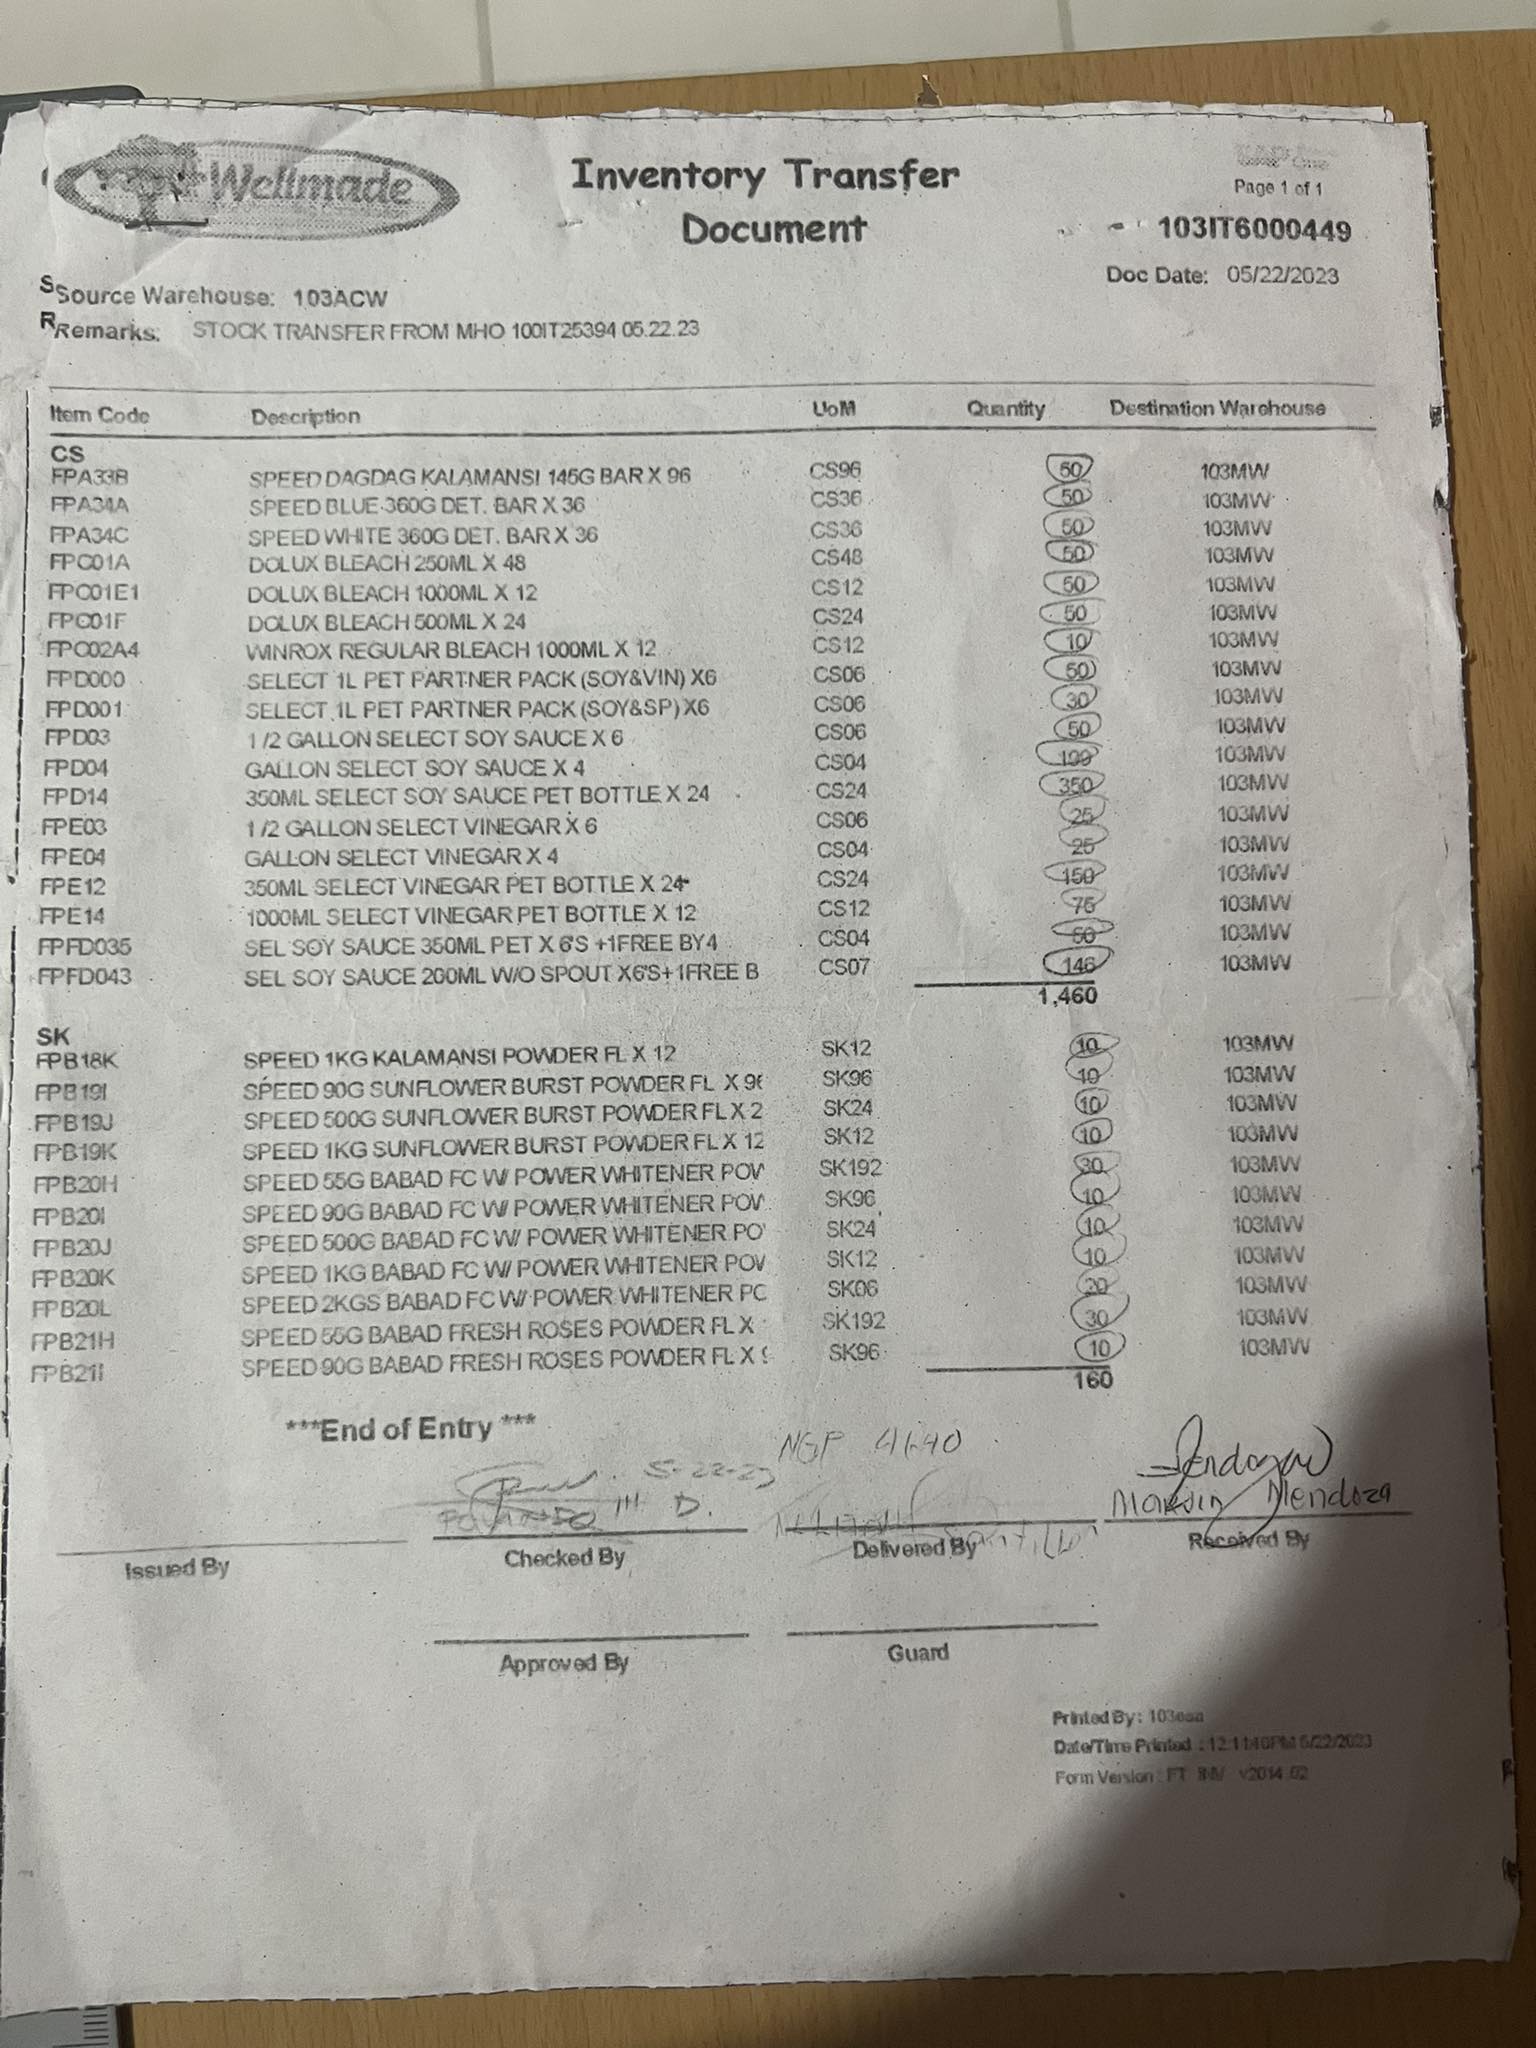 Wellmade
Inventory Transfer
Document
Page 1 of 1
103IT6000449
Doc Date: 05/22/2023
Source Warehouse: 103ACW
Remarks: STOCK TRANSFER FROM MHO 100IT25394 05.22.23
Item Code Description UoM Quantity Destination Warehouse
CS
FPA33B SPEED DAGDAG KALAMANSI 145G BAR X 96 CS96 50 103MW
FPA34A SPEED BLUE 360G DET. BAR X 36 CS36 50 103MW
FPA34C SPEED WHITE 360G DET. BAR X 36 CS36 50 103MW
FPC01A DOLUX BLEACH 250ML X 48 CS48 50 103MW
FPC01E1 DOLUX BLEACH 1000ML X 12 CS12 50 103MW
FPC01F DOLUX BLEACH 500ML X 24 CS24 50 103MW
FPC02A4 WINROX REGULAR BLEACH 1000ML X 12 CS12 10 103MW
FPD000 SELECT 1L PET PARTNER PACK (SOY&VIN) X6 CS06 50 103MW
FPD001 SELECT 1L PET PARTNER PACK (SOY&SP) X6 CS06 30 103MW
FPD03 1 /2 GALLON SELECT SOY SAUCE X 6 CS06 50 103MW
FPD04 GALLON SELECT SOY SAUCE X 4 CS04 199 103MW
FPD14 350ML SELECT SOY SAUCE PET BOTTLE X 24 CS24 350 103MW
FPE03 1 /2 GALLON SELECT VINEGAR X 6 CS06 25 103MW
FPE04 GALLON SELECT VINEGAR X 4 CS04 25 103MW
FPE12 350ML SELECT VINEGAR PET BOTTLE X 24 CS24 150 103MW
FPE14 1000ML SELECT VINEGAR PET BOTTLE X 12 CS12 75 103MW
FPFD035 SEL SOY SAUCE 350ML PET X 6'S +1FREE BY4 CS04 50 103MW
FPFD043 SEL SOY SAUCE 200ML W/O SPOUT X6'S+1FREE B CS07 146 103MW
1,460
SK
FPB18K SPEED 1KG KALAMANSI POWDER FL X 12 SK12 10 103MW
FPB19I SPEED 90G SUNFLOWER BURST POWDER FL X 96 SK96 10 103MW
FPB19J SPEED 500G SUNFLOWER BURST POWDER FL X 2 SK24 10 103MW
FPB19K SPEED 1KG SUNFLOWER BURST POWDER FL X 12 SK12 10 103MW
FPB20H SPEED 55G BABAD FC W/ POWER WHITENER POW SK192 30 103MW
FPB20I SPEED 90G BABAD FC W/ POWER WHITENER POW SK96 10 103MW
FPB20J SPEED 500G BABAD FC W/ POWER WHITENER PO SK24 10 103MW
FPB20K SPEED 1KG BABAD FC W/ POWER WHITENER POW SK12 10 103MW
FPB20L SPEED 2KGS BABAD FC W/ POWER WHITENER PO SK06 20 103MW
FPB21H SPEED 55G BABAD FRESH ROSES POWDER FL X SK192 30 103MW
FPB21I SPEED 90G BABAD FRESH ROSES POWDER FL X 9 SK96 10 103MW
160
***End of Entry ***
NGP 4640
5-22-23
III D.
Marvin Mendoza
Issued By Checked By Delivered By Received By
Approved By Guard
Printed By :
Date/Time Printed : 12:11:46PM 5/22/2023
Form Version : FT INV v2014.02